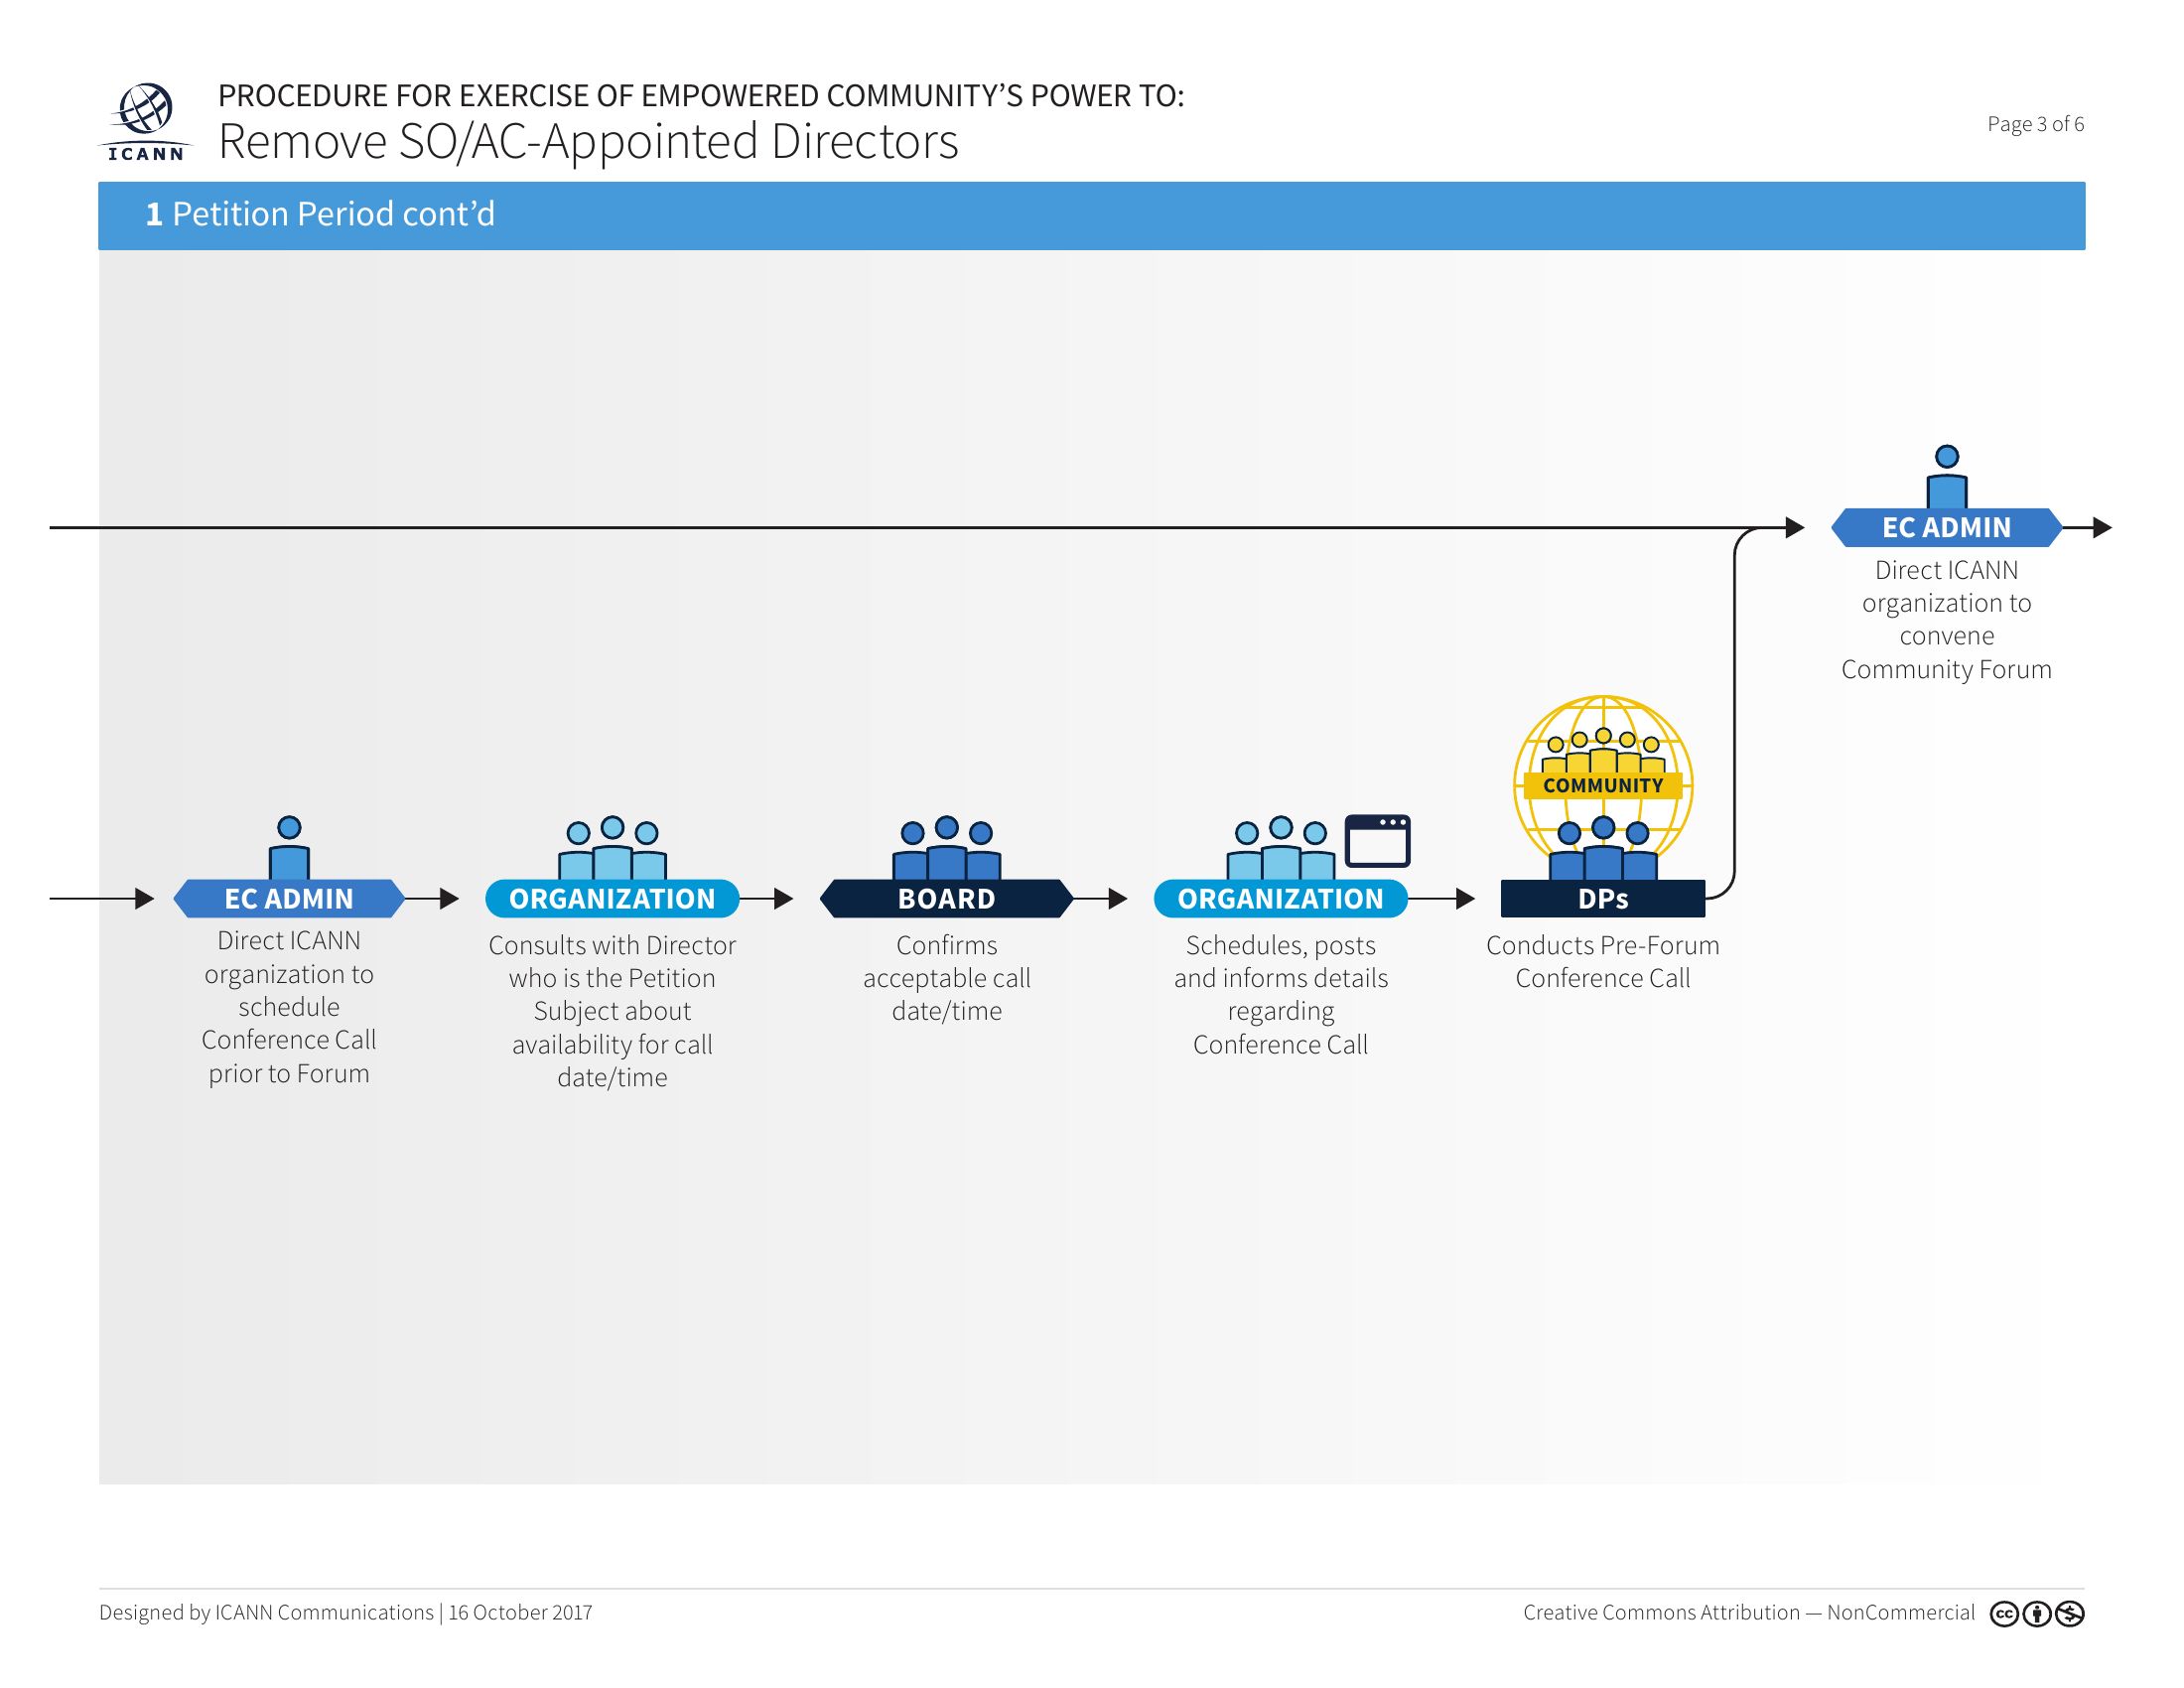 PROCEDURE FOR EXERCISE OF EMPOWERED COMMUNITY’S POWER TO:
Remove SO/AC-Appointed Directors
ICANN
Page 3 of 6
1 Petition Period cont’d
EC ADMIN
Direct ICANN
organization to
convene
Community Forum
COMMUNITY
EC ADMIN
Direct ICANN
organization to
schedule
Conference Call
prior to Forum
ORGANIZATION
Consults with Director
who is the Petition
Subject about
availability for call
date/time
BOARD
Confirms
acceptable call
date/time
ORGANIZATION
Schedules, posts
and informs details
regarding
Conference Call
DPs
Conducts Pre-Forum
Conference Call
Designed by ICANN Communications | 16 October 2017
Creative Commons Attribution — NonCommercial
cc